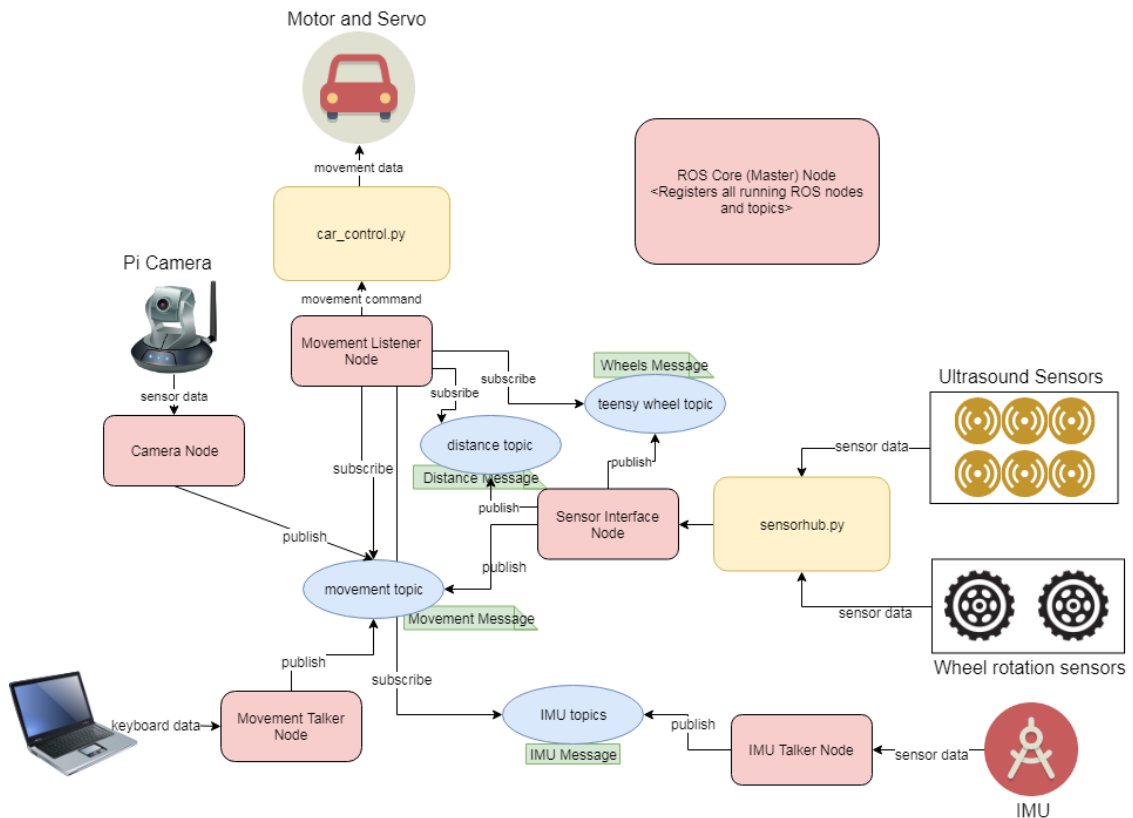 Motor and Servo
movement data
ROS Core (Master) Node
<Registers all running ROS nodes
and topics>
car_control.py
Pi Camera
movement command
Movement Listener
Node
Wheels Message
subscribe
teensy wheel topic
Ultrasound Sensors
sensor data
subsribe
Camera Node
distance topic
sensor data
subscribe
publish
Distance Message
publish
Sensor Interface
Node
sensorhub.py
publish
publish
movement topic
Movement Message
sensor data
publish
Wheel rotation sensors
subscribe
keyboard data
Movement Talker
Node
IMU topics
publish
IMU Message
IMU Talker Node
sensor data
IMU